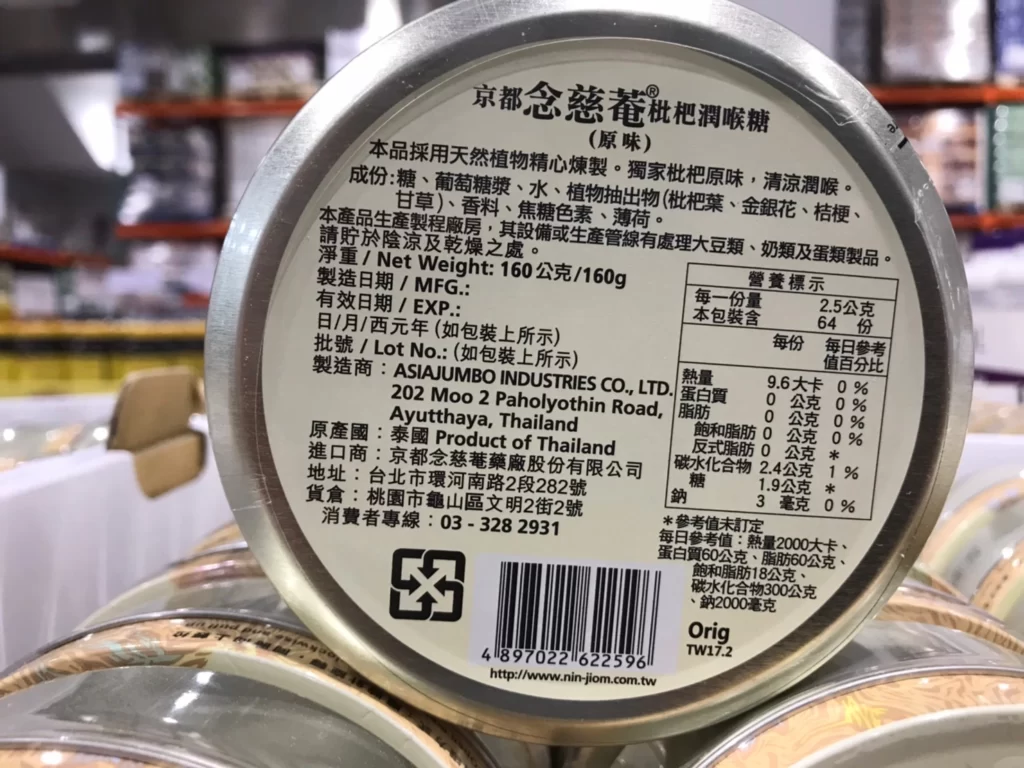 京都念慈菴®枇杷潤喉糖
(原味)
本品採用天然植物精心煉製。獨家枇杷原味，清涼潤喉。
成份:糖、葡萄糖漿、水、植物抽出物(枇杷葉、金銀花、桔梗、
甘草)、香料、焦糖色素、薄荷。
本產品生產製程廠房，其設備或生產管線有處理大豆類、奶類及蛋類製品。
請貯於陰涼及乾燥之處。
淨重 / Net Weight: 160公克/160g
製造日期 / MFG.:
有效日期 / EXP.:
日/月/西元年 (如包裝上所示)
批號 / Lot No.: (如包裝上所示)
製造商：ASIAJUMBO INDUSTRIES CO., LTD.
202 Moo 2 Paholyothin Road,
Ayutthaya, Thailand
原產國：泰國 Product of Thailand
進口商：京都念慈菴藥廠股份有限公司
地址：台北市環河南路2段282號
貨倉：桃園市龜山區文明2街2號
消費者專線：03 - 328 2931
營養標示
每一份量 2.5公克
本包裝含 64 份
每份 每日參考
值百分比
熱量 9.6大卡 0 %
蛋白質 0 公克 0 %
脂肪 0 公克 0 %
飽和脂肪 0 公克 0 %
反式脂肪 0 公克 *
碳水化合物 2.4公克 1 %
糖 1.9公克 *
鈉 3 毫克 0 %
*參考值未訂定
每日參考值：熱量2000大卡、
蛋白質60公克、脂肪60公克、
飽和脂肪18公克、
碳水化合物300公克
、鈉2000毫克
Orig
TW17.2
4 897022 622596
http://www.nin-jiom.com.tw